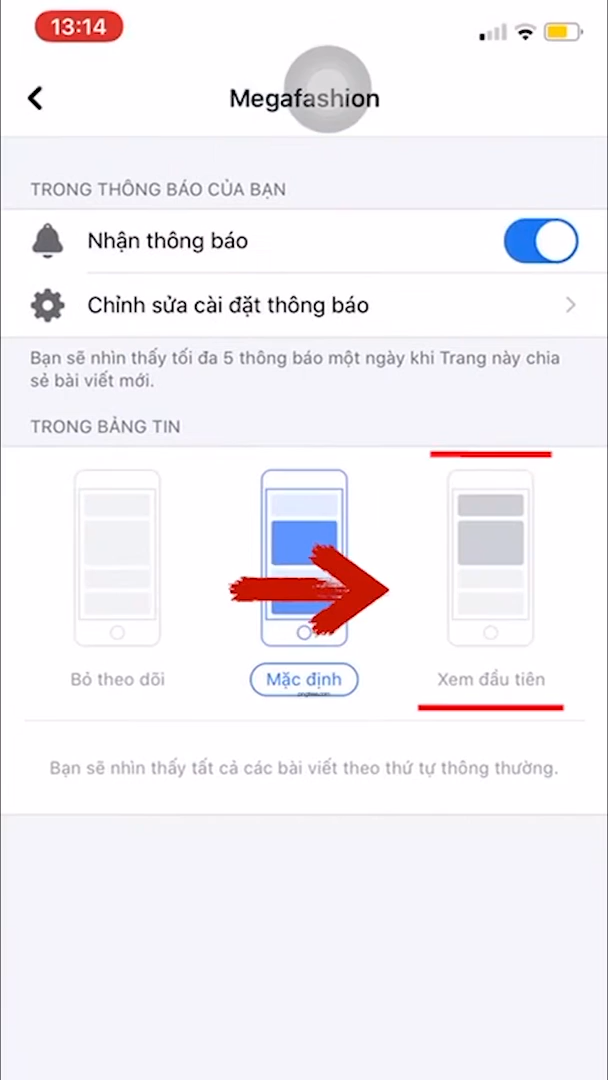 13:14
Megafashion
TRONG THÔNG BÁO CỦA BẠN
Nhận thông báo
Chỉnh sửa cài đặt thông báo
Bạn sẽ nhìn thấy tối đa 5 thông báo một ngày khi Trang này chia
sẻ bài viết mới.
TRONG BẢNG TIN
Bỏ theo dõi
Mặc định
Xem đầu tiên
Bạn sẽ nhìn thấy tất cả các bài viết theo thứ tự thông thường.